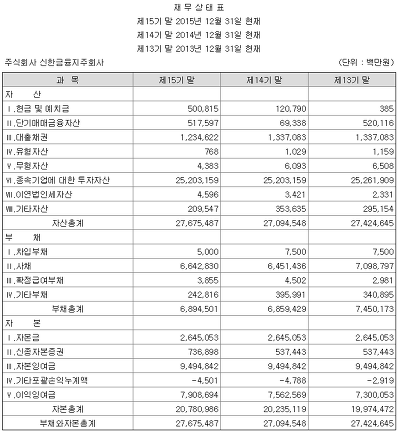 재 무 상 태 표
제15기 말 2015년 12월 31일 현재
제14기 말 2014년 12월 31일 현재
제13기 말 2013년 12월 31일 현재
주식회사 신한금융지주회사 (단위 : 백만원)
과 목 제15기 말 제14기 말 제13기 말
자 산
Ⅰ.현금 및 예치금 500,815 120,790 385
Ⅱ.단기매매금융자산 517,597 69,338 520,116
Ⅲ.대출채권 1,234,622 1,337,083 1,337,083
Ⅳ.유형자산 768 1,029 1,159
Ⅴ.무형자산 4,383 6,093 6,508
Ⅵ.종속기업에 대한 투자자산 25,203,159 25,203,159 25,261,909
Ⅶ.이연법인세자산 4,596 3,421 2,331
Ⅷ.기타자산 209,547 353,635 295,154
자산총계 27,675,487 27,094,548 27,424,645
부 채
Ⅰ.차입부채 5,000 7,500 7,500
Ⅱ.사채 6,642,830 6,451,436 7,098,797
Ⅲ.확정급여부채 3,855 4,502 2,981
Ⅳ.기타부채 242,816 395,991 340,895
부채총계 6,894,501 6,859,429 7,450,173
자 본
Ⅰ.자본금 2,645,053 2,645,053 2,645,053
Ⅱ.신종자본증권 736,898 537,443 537,443
Ⅲ.자본잉여금 9,494,842 9,494,842 9,494,842
Ⅳ.기타포괄손익누계액 -4,501 -4,788 -2,919
Ⅴ.이익잉여금 7,908,694 7,562,569 7,300,053
자본총계 20,780,986 20,235,119 19,974,472
부채와자본총계 27,675,487 27,094,548 27,424,645